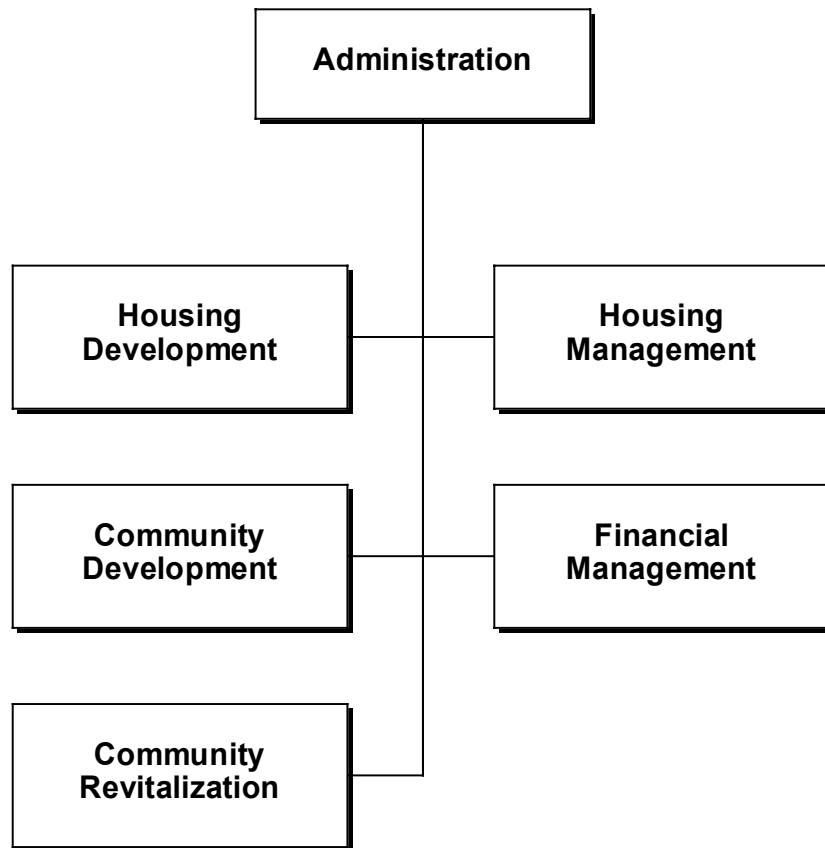 Administration
Housing
Development
Housing
Management
Community
Development
Financial
Management
Community
Revitalization